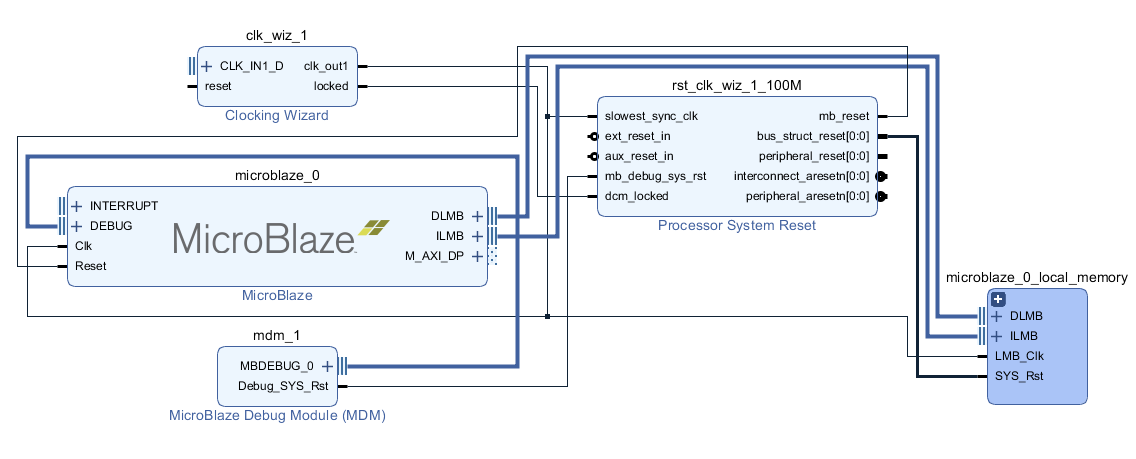 clk_wiz_1
CLK_IN1_D clk_out1
reset locked
Clocking Wizard
rst_clk_wiz_1_100M
slowest_sync_clk mb_reset
ext_reset_in bus_struct_reset[0:0]
aux_reset_in peripheral_reset[0:0]
mb_debug_sys_rst interconnect_aresetn[0:0]
dcm_locked peripheral_aresetn[0:0]
Processor System Reset
microblaze_0
INTERRUPT
DEBUG DLMB
Clk ILMB
MicroBlaze
Reset M_AXI_DP
MicroBlaze
microblaze_0_local_memory
DLMB
ILMB
LMB_Clk
SYS_Rst
mdm_1
MBDEBUG_0
Debug_SYS_Rst
MicroBlaze Debug Module (MDM)